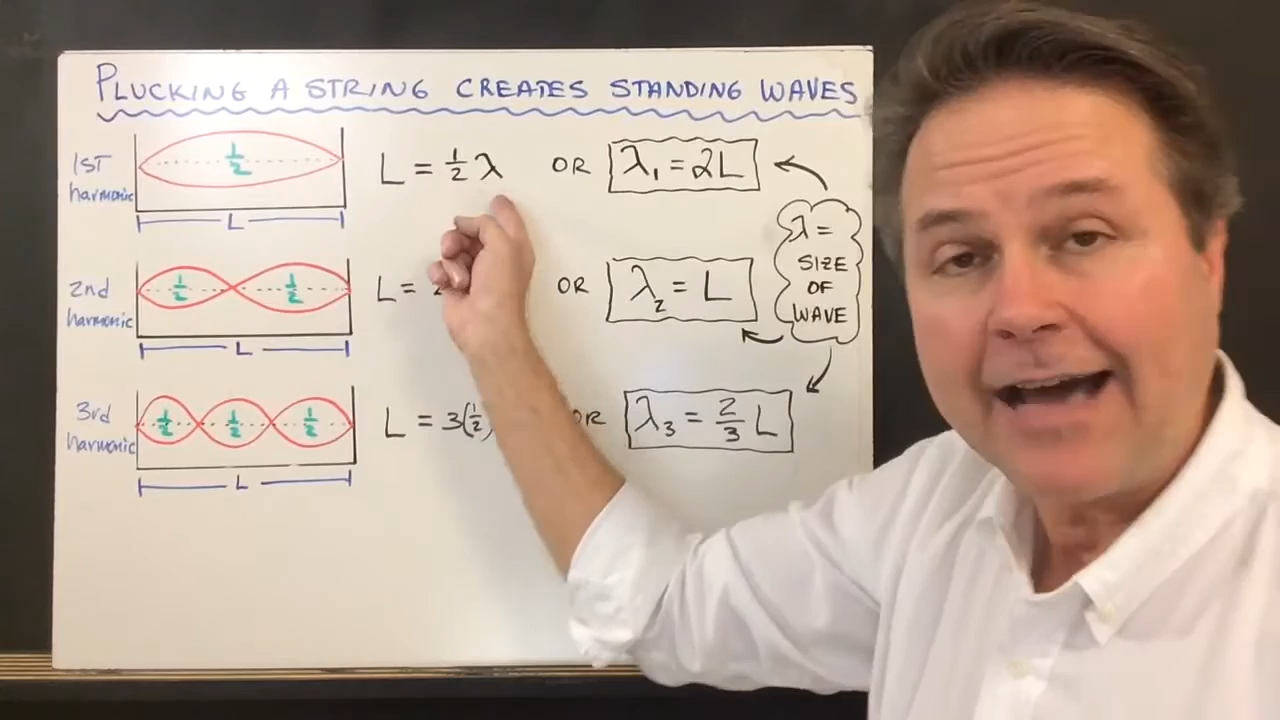 PLUCKING A STRING CREATES STANDING WAVES
1ST harmonic
1/2
L
L = 1/2 λ OR λ₁ = 2L
2nd harmonic
1/2 1/2
L
L = OR λ₂ = L
3rd harmonic
1/2 1/2 1/2
L
L = 3(1/2) OR λ₃ = 2/3 L
λ =
SIZE
OF
WAVE